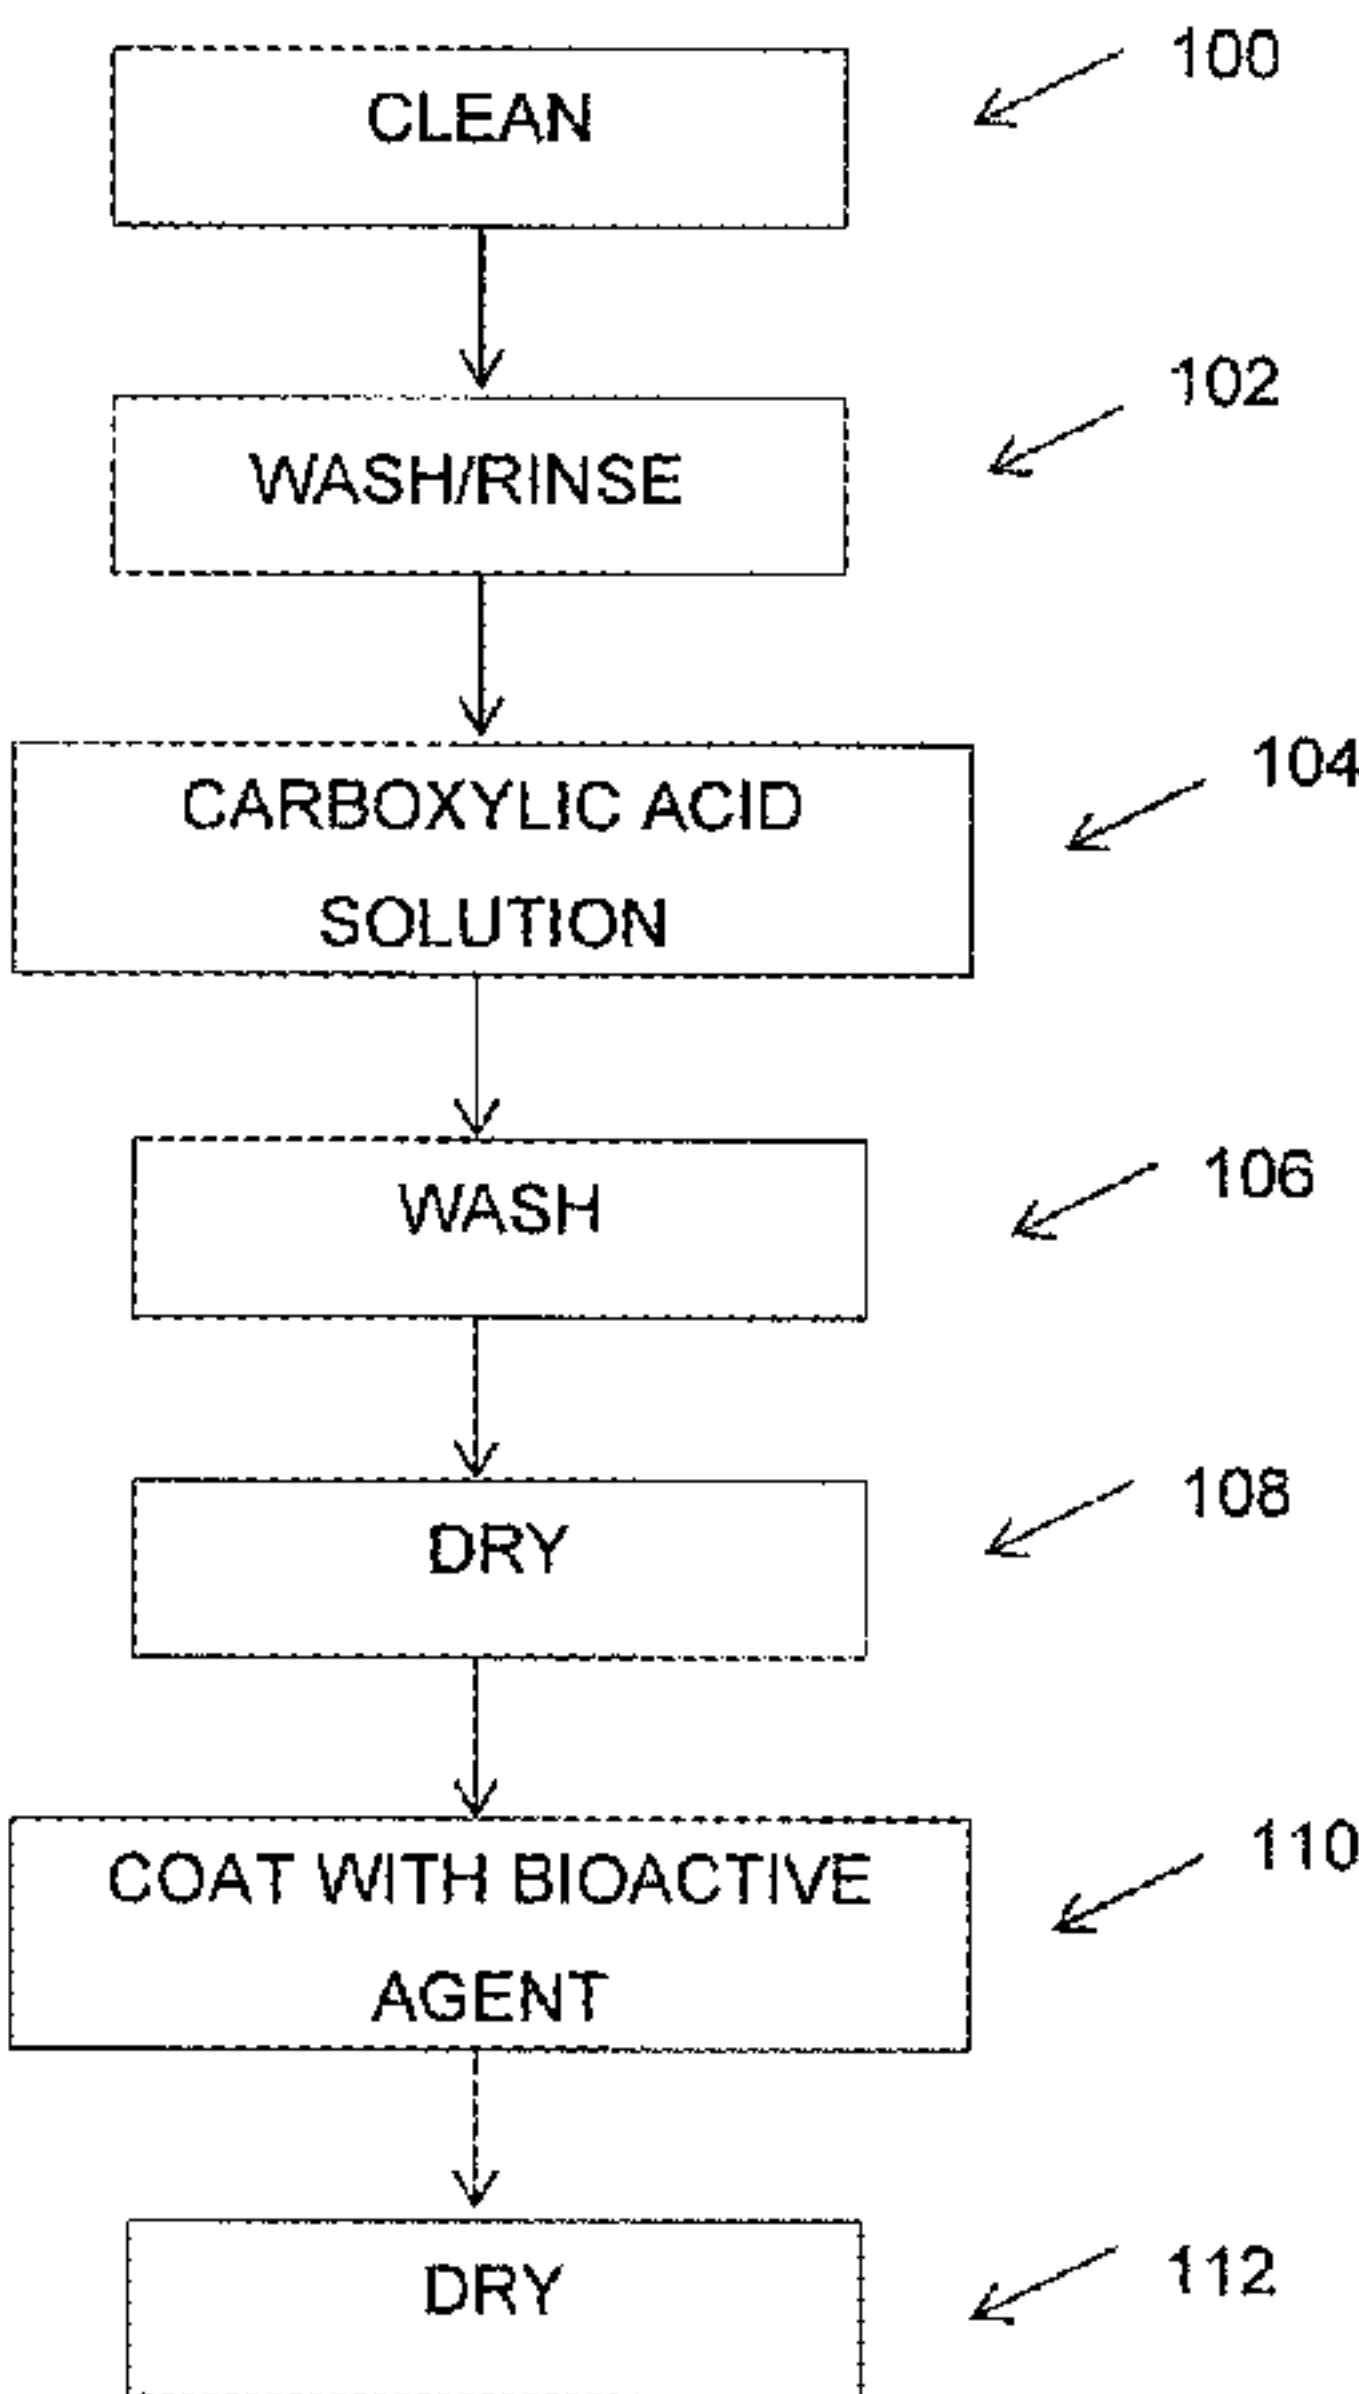 CLEAN
100
WASH/RINSE
102
CARBOXYLIC ACID
SOLUTION
104
WASH
106
DRY
108
COAT WITH BIOACTIVE
AGENT
110
DRY
112